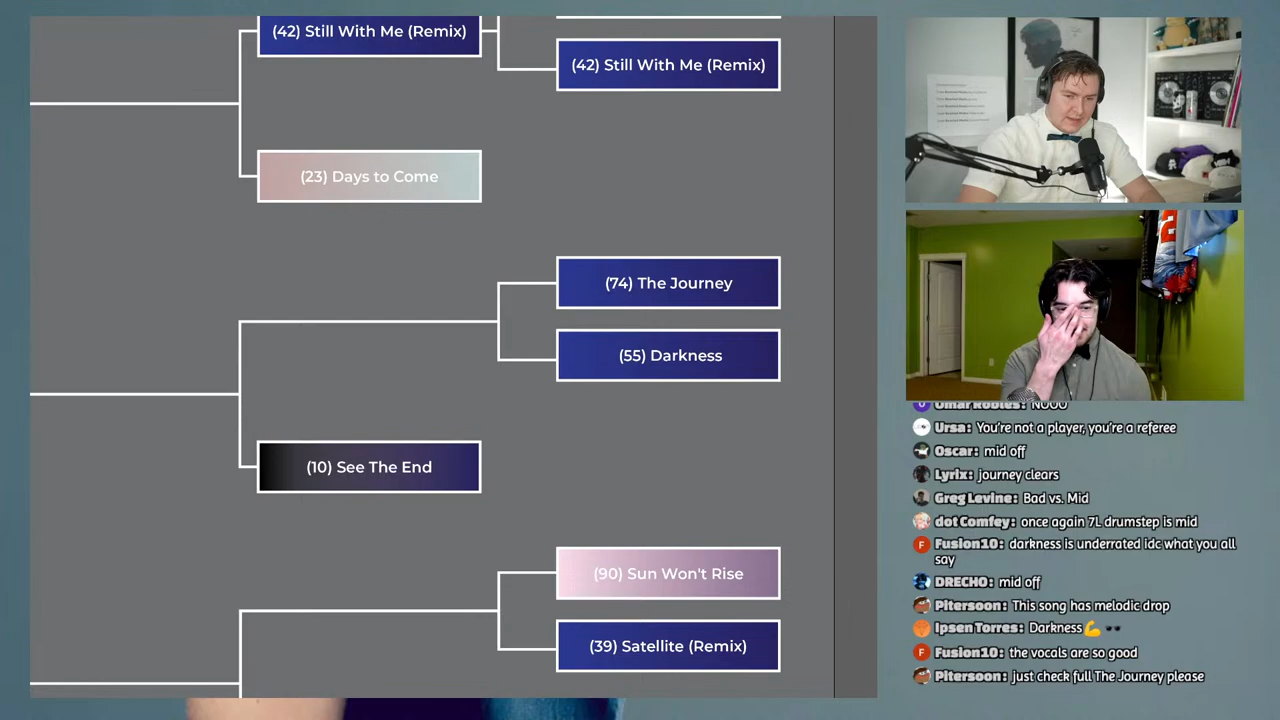 (42) Still With Me (Remix)
(42) Still With Me (Remix)
(23) Days to Come
(74) The Journey
(55) Darkness
(10) See The End
(90) Sun Won't Rise
(39) Satellite (Remix)
Omar Robles: NOOO
Ursa: You're not a player, you're a referee
Oscar: mid off
Lyrix: journey clears
Greg Levine: Bad vs. Mid
dot Comfey: once again 7L drumstep is mid
F Fusion10: darkness is underrated idc what you all
say
DRECHO: mid off
Pitersoon: This song has melodic drop
Ipsen Torres: Darkness💪 🕶️
F Fusion10: the vocals are so good
Pitersoon: just check full The Journey please